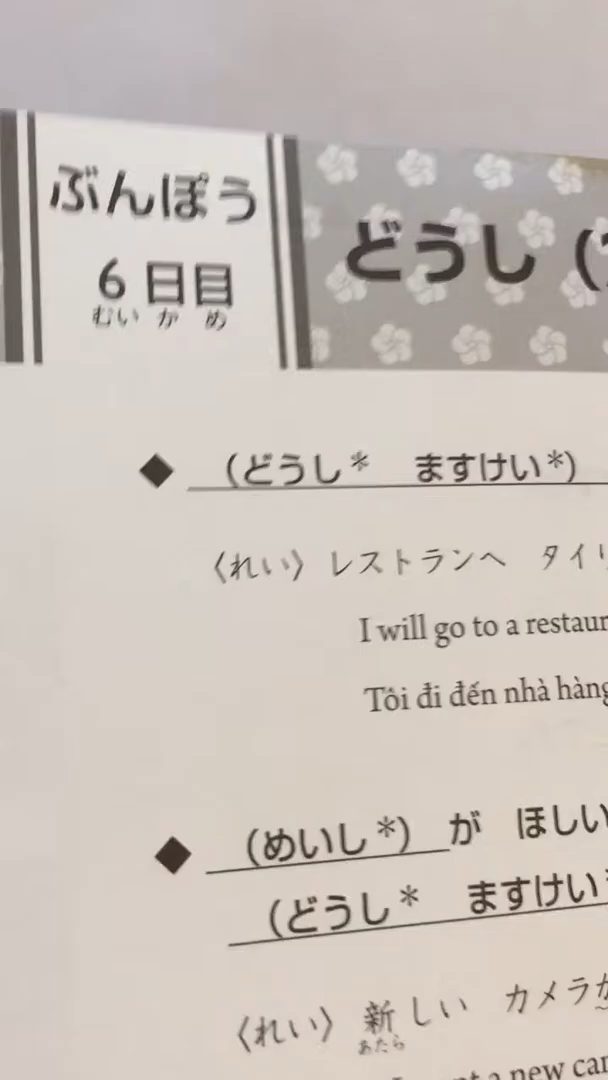 ぶんぽう
6日目
むいかめ
どうし（
◆ （どうし* ますけい*）
〈れい〉 レストランへ タイ
I will go to a restaur
Tôi đi đến nhà hàng
◆ （めいし*） が ほしい
（どうし* ますけい*
〈れい〉 新しい カメラが
あたら
a new cam